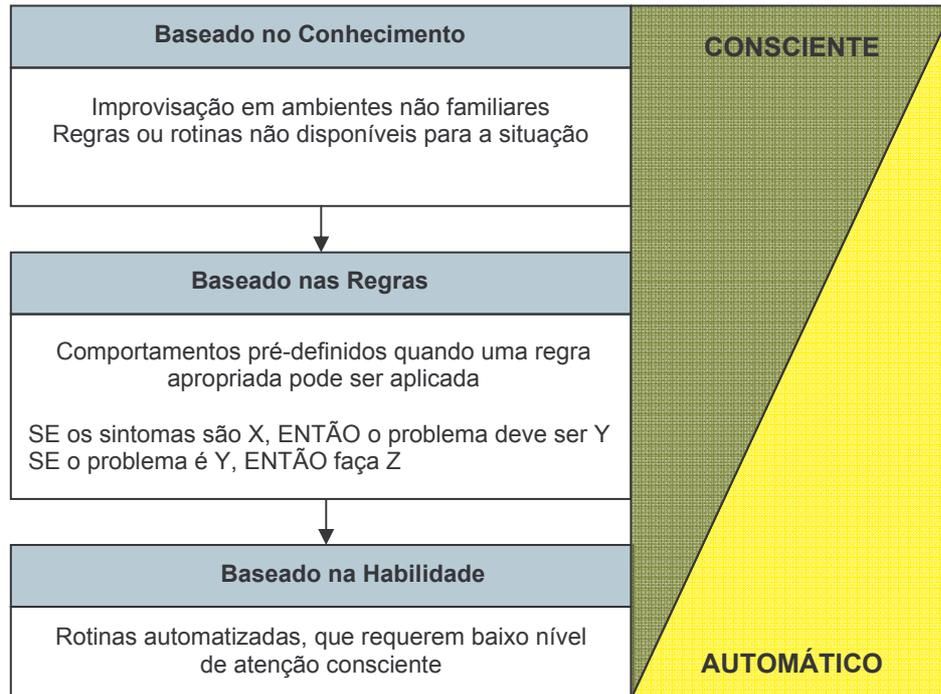 Baseado no Conhecimento
CONSCIENTE
Improvisação em ambientes não familiares
Regras ou rotinas não disponíveis para a situação
Baseado nas Regras
Comportamentos pré-definidos quando uma regra
apropriada pode ser aplicada
SE os sintomas são X, ENTÃO o problema deve ser Y
SE o problema é Y, ENTÃO faça Z
Baseado na Habilidade
Rotinas automatizadas, que requerem baixo nível
de atenção consciente
AUTOMÁTICO